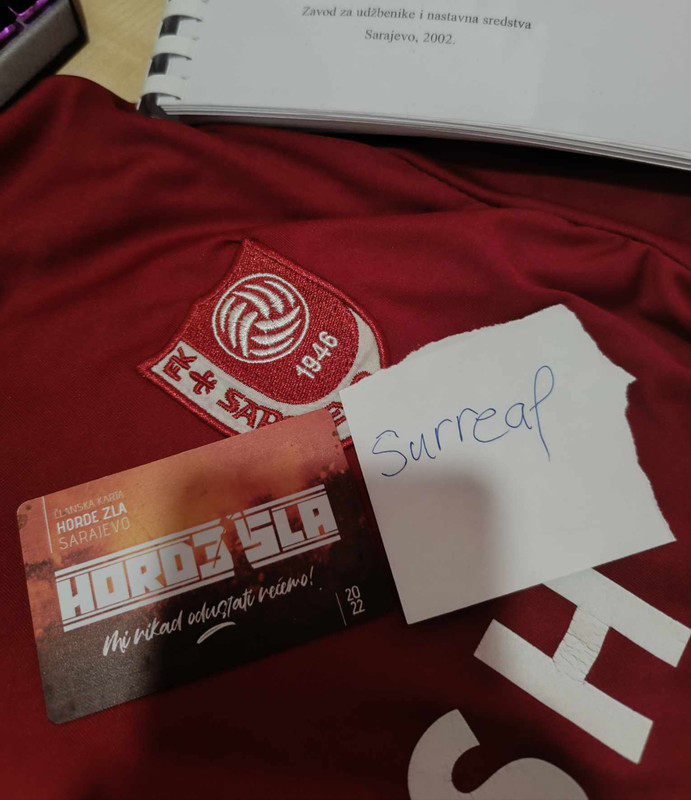 Zavod za udžbenike i nastavna sredstva
Sarajevo, 2002.
1946
FK
surreal
ČLANSKA KARTA
HORDE ZLA
SARAJEVO
HORDE ZLA
Mi nikad odustati nećemo!
20
22
SH